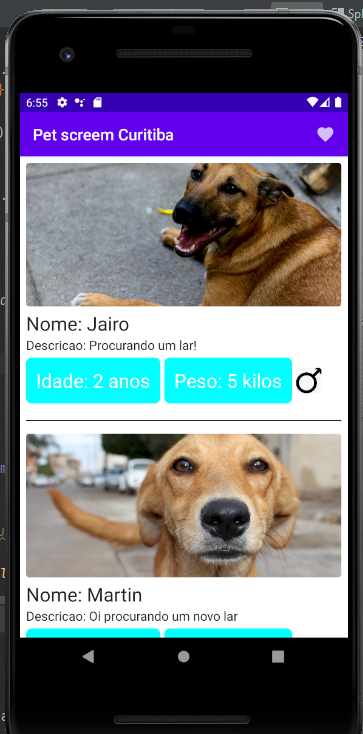 Spl
6:55
Pet screem Curitiba
Nome: Jairo
Descricao: Procurando um lar!
Idade: 2 anos Peso: 5 kilos
Nome: Martin
Descricao: Oi procurando um novo lar